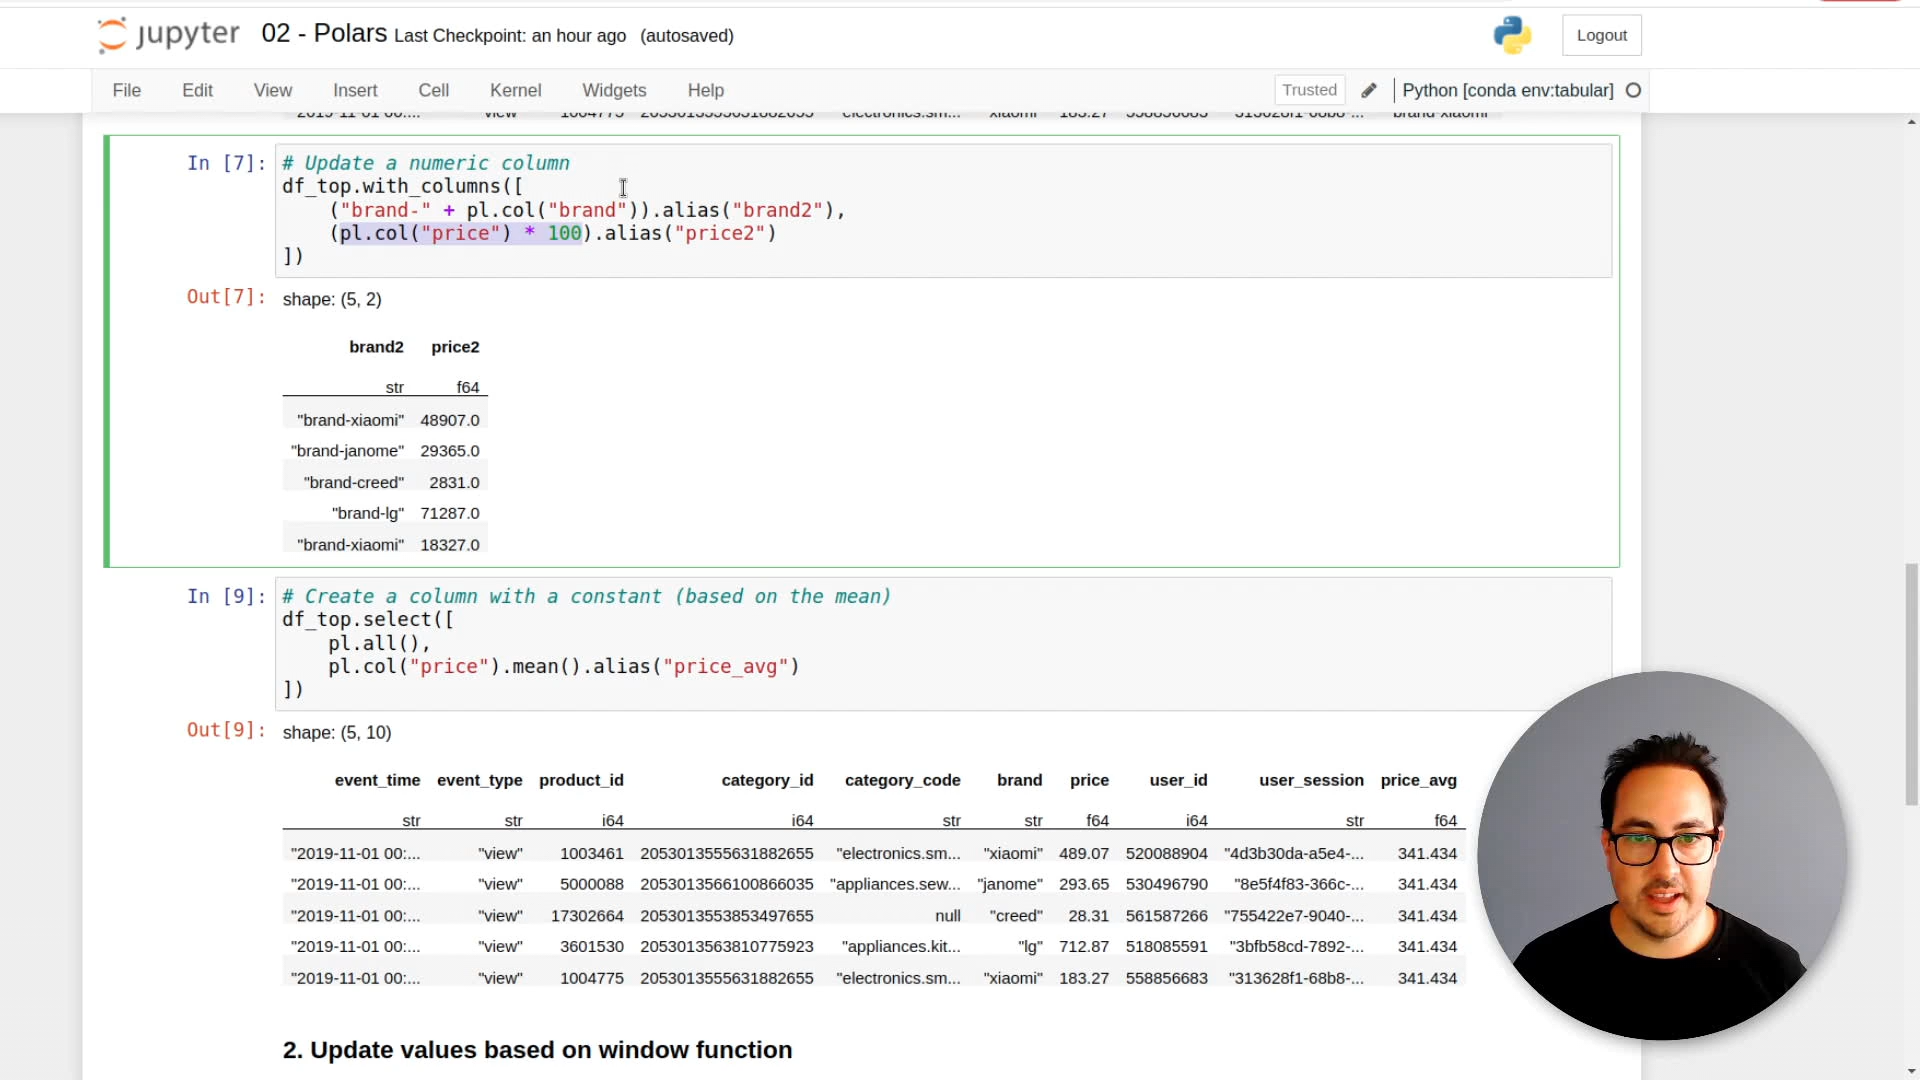 jupyter 02 - Polars Last Checkpoint: an hour ago (autosaved) Logout
File Edit View Insert Cell Kernel Widgets Help Trusted Python [conda env:tabular]
In [7]: # Update a numeric column
df_top.with_columns([
("brand-" + pl.col("brand")).alias("brand2"),
(pl.col("price") * 100).alias("price2")
])
Out[7]: shape: (5, 2)
brand2 price2
str f64
"brand-xiaomi" 48907.0
"brand-janome" 29365.0
"brand-creed" 2831.0
"brand-lg" 71287.0
"brand-xiaomi" 18327.0
In [9]: # Create a column with a constant (based on the mean)
df_top.select([
pl.all(),
pl.col("price").mean().alias("price_avg")
])
Out[9]: shape: (5, 10)
event_time event_type product_id category_id category_code brand price user_id user_session price_avg
str str i64 i64 str str f64 i64 str f64
"2019-11-01 00:... "view" 1003461 2053013555631882655 "electronics.sm... "xiaomi" 489.07 520088904 "4d3b30da-a5e4-... 341.434
"2019-11-01 00:... "view" 5000088 2053013566100866035 "appliances.sew... "janome" 293.65 530496790 "8e5f4f83-366c-... 341.434
"2019-11-01 00:... "view" 17302664 2053013553853497655 null "creed" 28.31 561587266 "755422e7-9040-... 341.434
"2019-11-01 00:... "view" 3601530 2053013563810775923 "appliances.kit... "lg" 712.87 518085591 "3bfb58cd-7892-... 341.434
"2019-11-01 00:... "view" 1004775 2053013555631882655 "electronics.sm... "xiaomi" 183.27 558856683 "313628f1-68b8-... 341.434
2. Update values based on window function